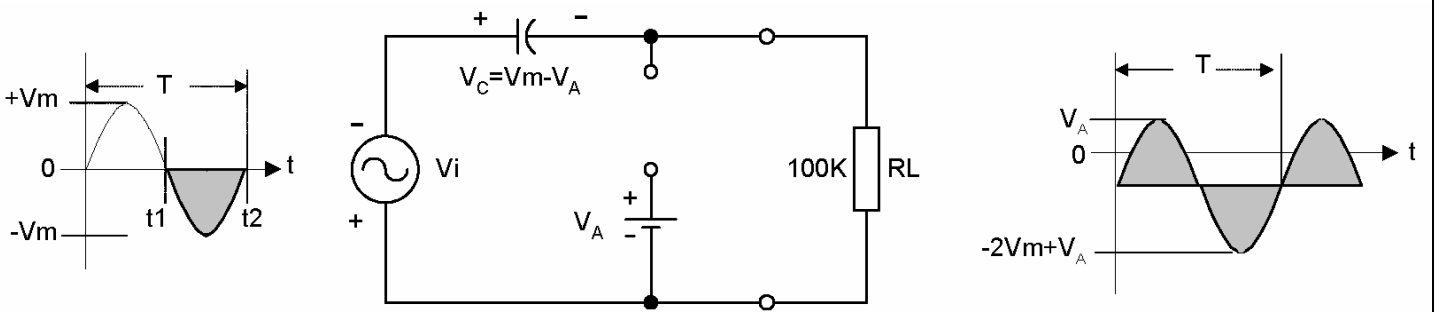 T
+Vm
0
t
t1
t2
-Vm
+
-
V_C=Vm-V_A
-
Vi
+
+
V_A
-
100K
RL
T
V_A
0
t
-2Vm+V_A